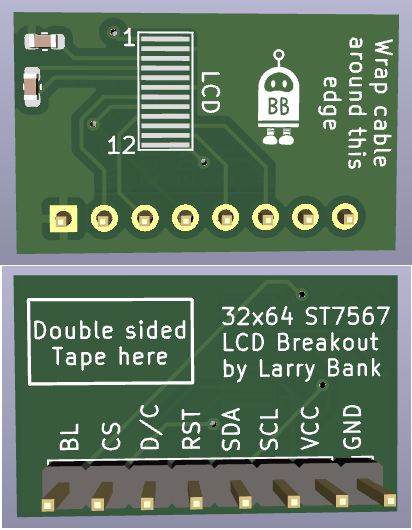 1
12
LCD
BB
Wrap cable
around this
edge
Double sided
Tape here
32x64 ST7567
LCD Breakout
by Larry Bank
BL
CS
D/C
RST
SDA
SCL
VCC
GND